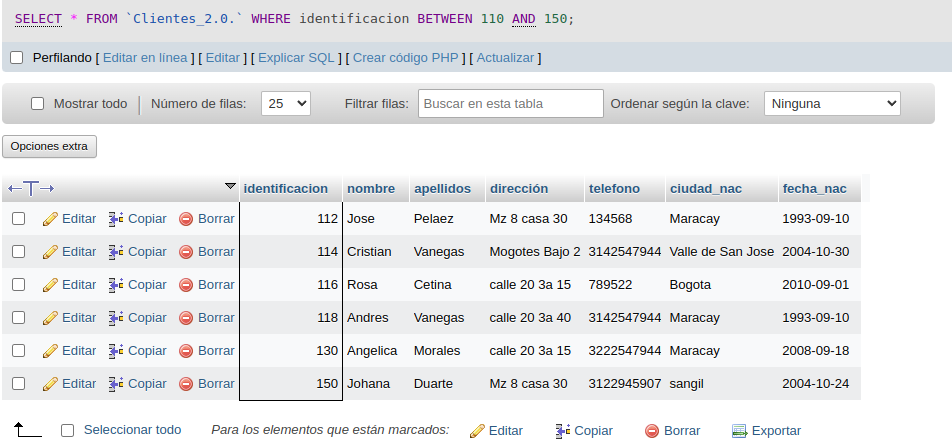 SELECT * FROM `Clientes_2.0.` WHERE identificacion BETWEEN 110 AND 150;
Perfilando [ Editar en línea ] [ Editar ] [ Explicar SQL ] [ Crear código PHP ] [ Actualizar ]
Mostrar todo | Número de filas: 25 Filtrar filas: Buscar en esta tabla Ordenar según la clave: Ninguna
Opciones extra
←T→ identificacion nombre apellidos dirección telefono ciudad_nac fecha_nac
Editar Copiar Borrar 112 Jose Pelaez Mz 8 casa 30 134568 Maracay 1993-09-10
Editar Copiar Borrar 114 Cristian Vanegas Mogotes Bajo 2 3142547944 Valle de San Jose 2004-10-30
Editar Copiar Borrar 116 Rosa Cetina calle 20 3a 15 789522 Bogota 2010-09-01
Editar Copiar Borrar 118 Andres Vanegas calle 20 3a 40 3142547944 Maracay 1993-09-10
Editar Copiar Borrar 130 Angelica Morales calle 20 3a 15 3222547944 Maracay 2008-09-18
Editar Copiar Borrar 150 Johana Duarte Mz 8 casa 30 3122945907 sangil 2004-10-24
Seleccionar todo Para los elementos que están marcados: Editar Copiar Borrar Exportar